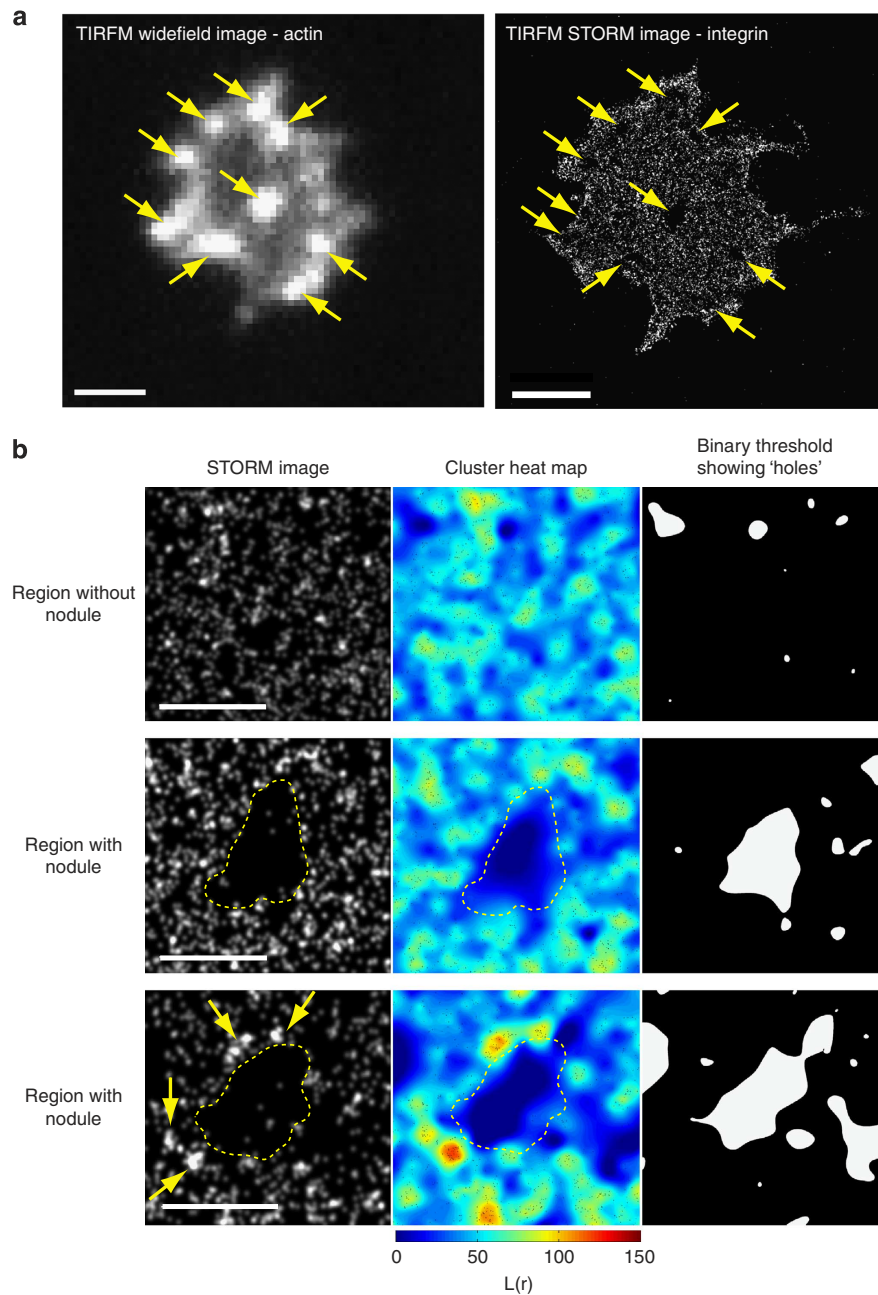 a
TIRFM widefield image - actin
TIRFM STORM image - integrin
b
STORM image
Cluster heat map
Binary threshold
showing ‘holes’
Region without
nodule
Region with
nodule
Region with
nodule
0 50 100 150
L(r)